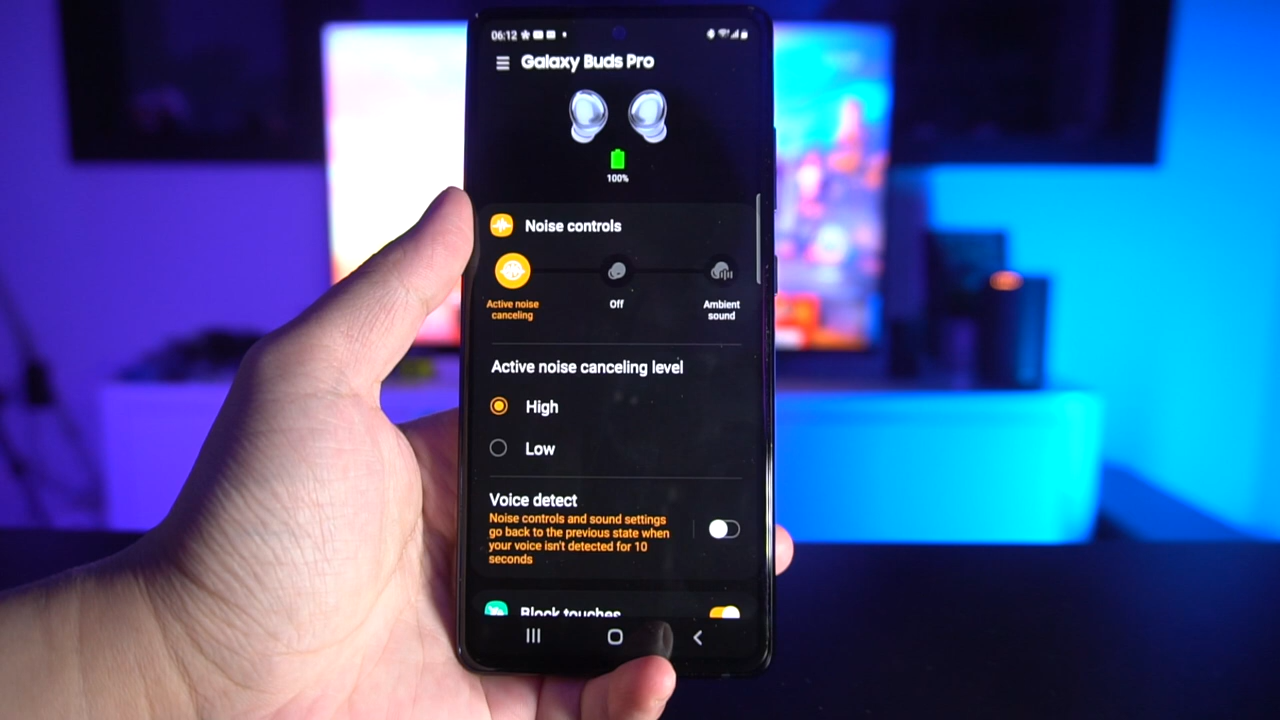 06:12
Galaxy Buds Pro
100%
Noise controls
Active noise
canceling
Off
Ambient
sound
Active noise canceling level
High
Low
Voice detect
Noise controls and sound settings
go back to the previous state when
your voice isn't detected for 10
seconds
Block touches